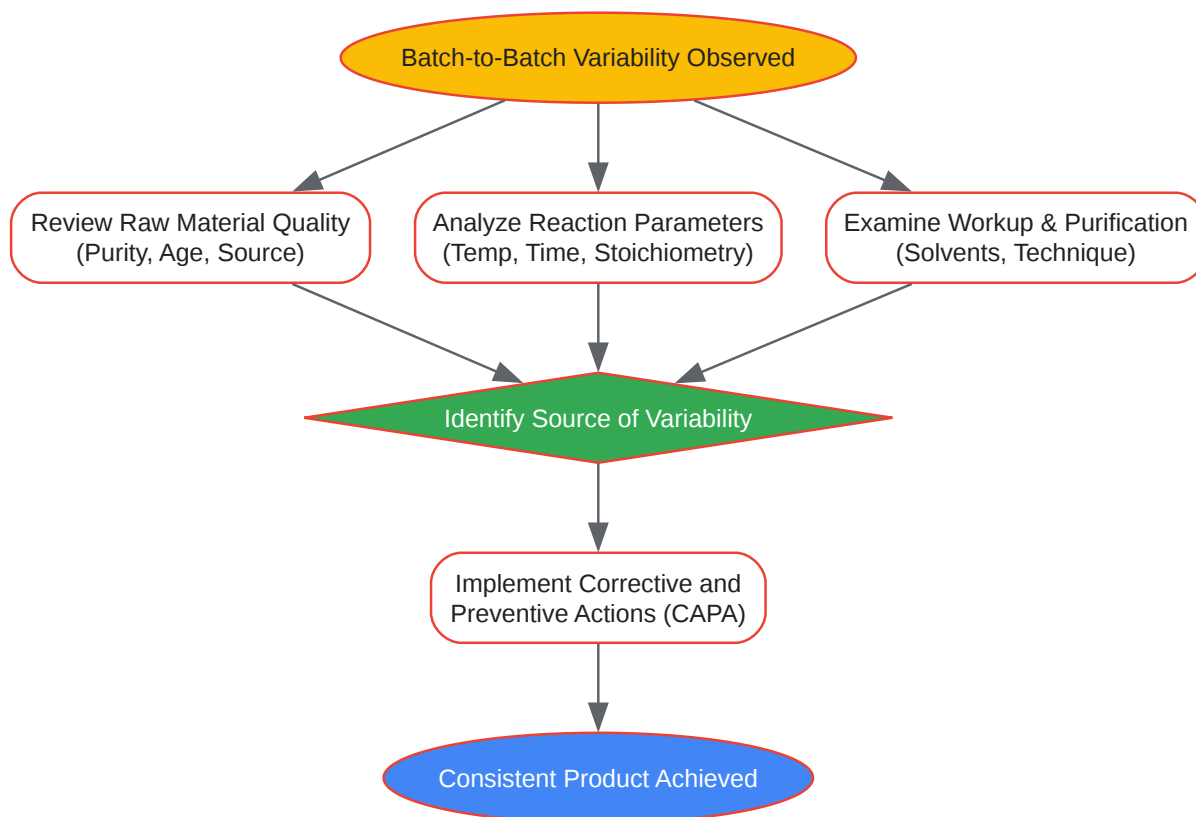 Batch-to-Batch Variability Observed
Review Raw Material Quality
(Purity, Age, Source)
Analyze Reaction Parameters
(Temp, Time, Stoichiometry)
Examine Workup & Purification
(Solvents, Technique)
Identify Source of Variability
Implement Corrective and
Preventive Actions (CAPA)
Consistent Product Achieved